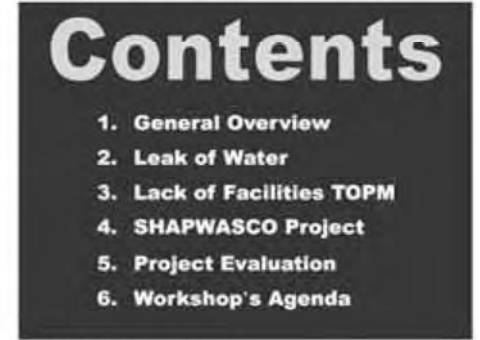 Contents
1. General Overview
2. Leak of Water
3. Lack of Facilities TOPM
4. SHAPWASCO Project
5. Project Evaluation
6. Workshop's Agenda